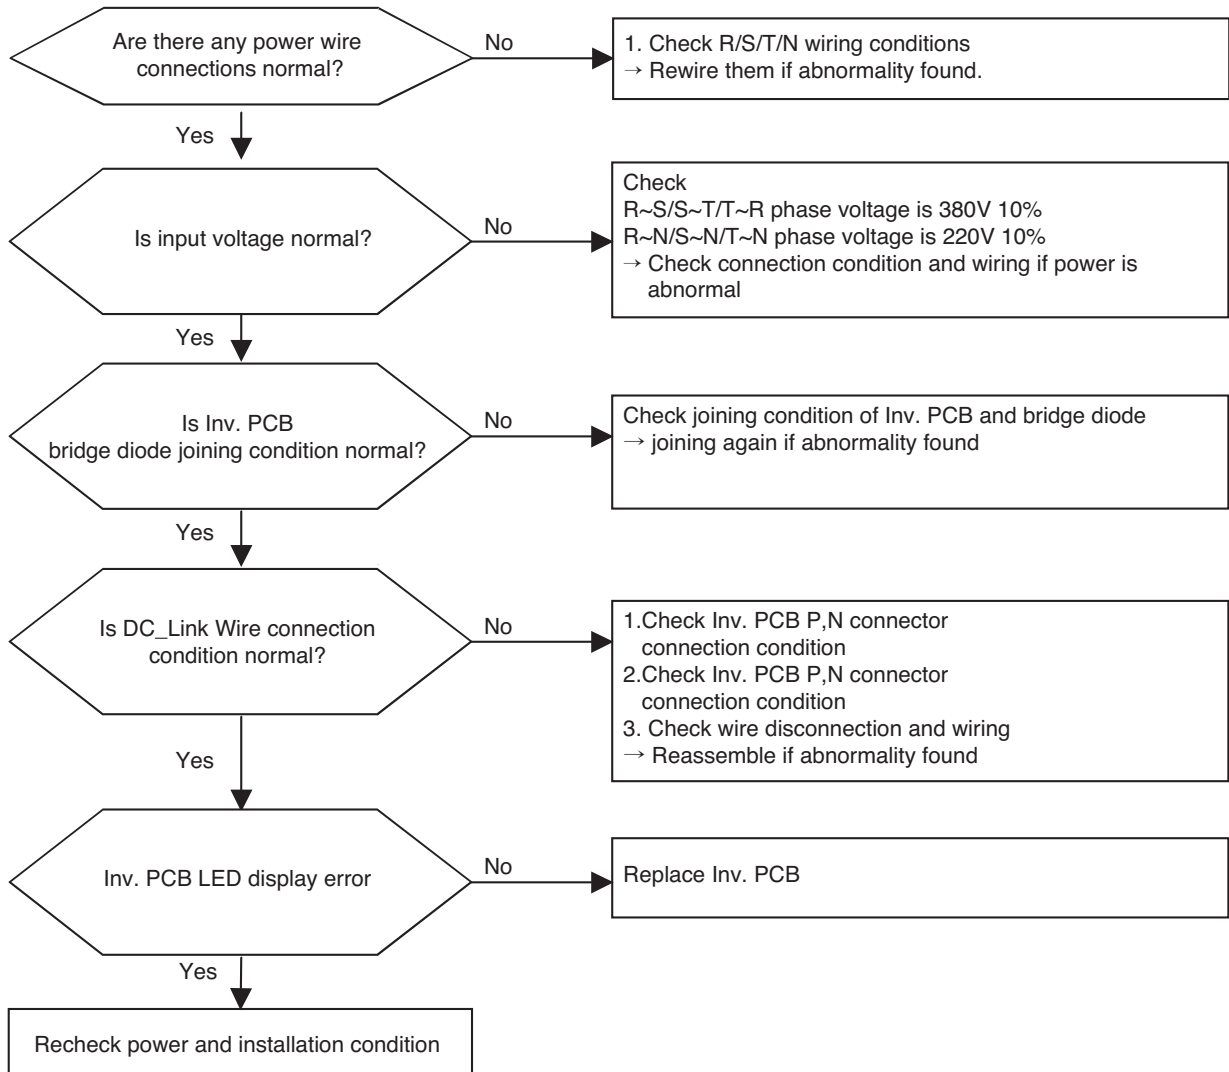 Are there any power wire
connections normal?
No
1. Check R/S/T/N wiring conditions
→ Rewire them if abnormality found.
Yes
Is input voltage normal?
No
Check
R~S/S~T/T~R phase voltage is 380V 10%
R~N/S~N/T~N phase voltage is 220V 10%
→ Check connection condition and wiring if power is
abnormal
Yes
Is Inv. PCB
bridge diode joining condition normal?
No
Check joining condition of Inv. PCB and bridge diode
→ joining again if abnormality found
Yes
Is DC_Link Wire connection
condition normal?
No
1.Check Inv. PCB P,N connector
connection condition
2.Check Inv. PCB P,N connector
connection condition
3. Check wire disconnection and wiring
→ Reassemble if abnormality found
Yes
Inv. PCB LED display error
No
Replace Inv. PCB
Yes
Recheck power and installation condition